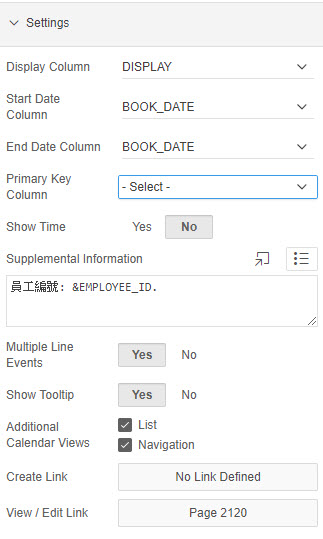 Settings
Display Column DISPLAY
Start Date
Column BOOK_DATE
End Date Column BOOK_DATE
Primary Key
Column - Select -
Show Time Yes No
Supplemental Information
員工編號: &EMPLOYEE_ID.
Multiple Line
Events Yes No
Show Tooltip Yes No
Additional
Calendar Views
List
Navigation
Create Link No Link Defined
View / Edit Link Page 2120